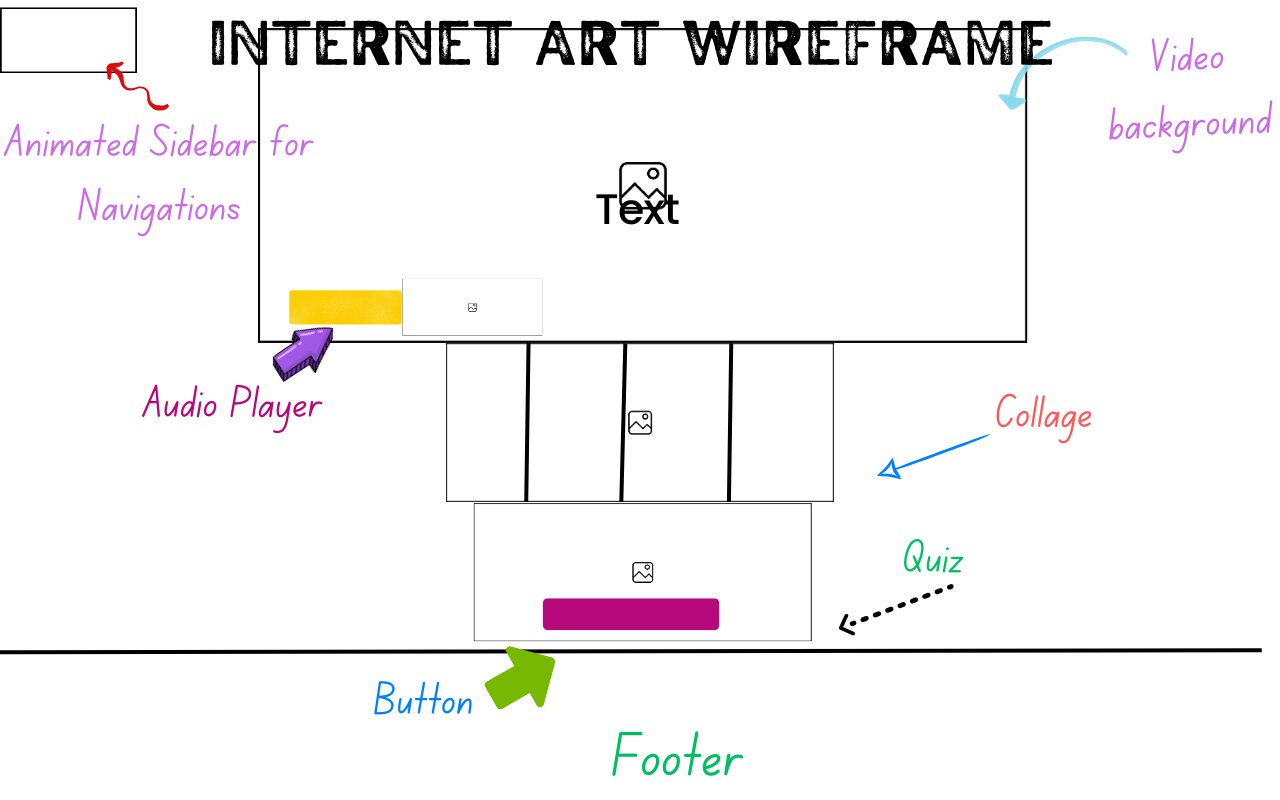 INTERNET ART WIREFRAME
Video
background
Animated Sidebar for
Navigations
Text
Audio Player
Collage
Quiz
Button
Footer